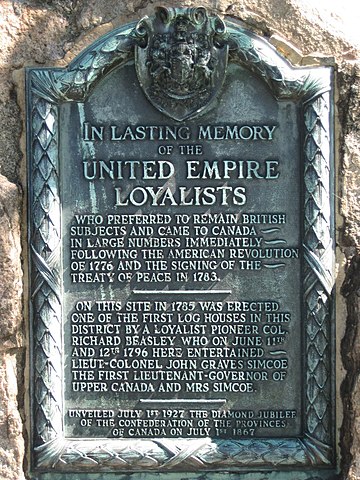 IN LASTING MEMORY
OF THE
UNITED EMPIRE
LOYALISTS
WHO PREFERRED TO REMAIN BRITISH
SUBJECTS AND CAME TO CANADA
IN LARGE NUMBERS IMMEDIATELY
FOLLOWING THE AMERICAN REVOLUTION
OF 1776 AND THE SIGNING OF THE
TREATY OF PEACE IN 1783.
ON THIS SITE IN 1785 WAS ERECTED
ONE OF THE FIRST LOG HOUSES IN THIS
DISTRICT BY A LOYALIST PIONEER COL.
RICHARD BEASLEY WHO ON JUNE 11TH
AND 12TH 1796 HERE ENTERTAINED
LIEUT-COLONEL JOHN GRAVES SIMCOE
THE FIRST LIEUTENANT-GOVERNOR OF
UPPER CANADA AND MRS SIMCOE.
UNVEILED JULY 1ST 1927 THE DIAMOND JUBILEE
OF THE CONFEDERATION OF THE PROVINCES
OF CANADA ON JULY 1ST 1867